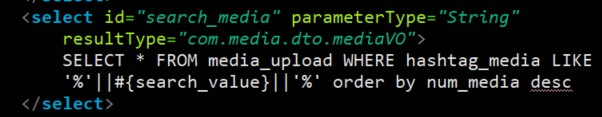 </select>
<select id="search_media" parameterType="String"
resultType="com.media.dto.mediaVO">
SELECT * FROM media_upload WHERE hashtag_media LIKE
'%'||#{search_value}||'%' order by num_media desc
</select>